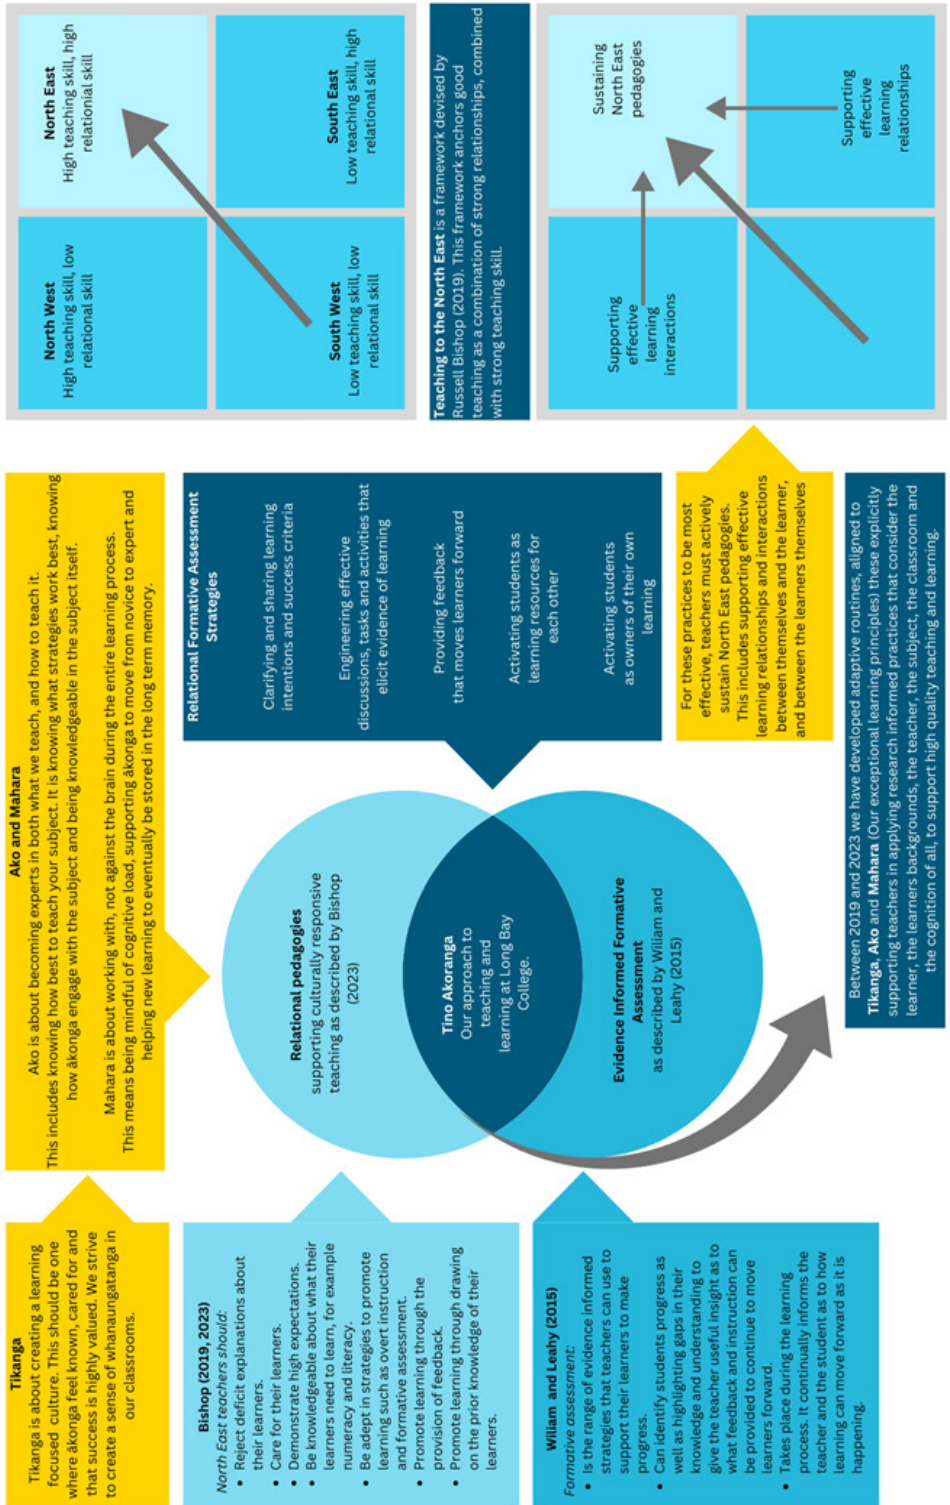 Tikanga
Tikanga is about creating a learning
focused culture. This should be one
where ākonga feel known, cared for and
that success is highly valued. We strive
to create a sense of whanaungatanga in
our classrooms.
Ako and Mahara
Ako is about becoming experts in both what we teach, and how to teach it.
This includes knowing how best to teach your subject. It is knowing what strategies work best, knowing
how ākonga engage with the subject and being knowledgeable in the subject itself.
Mahara is about working with, not against the brain during the entire learning process.
This means being mindful of cognitive load, supporting ākonga to move from novice to expert and
helping new learning to eventually be stored in the long term memory.
Bishop (2019, 2023)
North East teachers should:
• Reject deficit explanations about
their learners.
• Care for their learners.
• Demonstrate high expectations.
• Be knowledgeable about what their
learners need to learn, for example
numeracy and literacy.
• Be adept in strategies to promote
learning such as overt instruction
and formative assessment.
• Promote learning through the
provision of feedback.
• Promote learning through drawing
on the prior knowledge of their
learners.
Wiliam and Leahy (2015)
Formative assessment:
• Is the range of evidence informed
strategies that teachers can use to
support their learners to make
progress.
• Can identify students progress as
well as highlighting gaps in their
knowledge and understanding to
give the teacher useful insight as to
what feedback and instruction can
be provided to continue to move
learners forward.
• Takes place during the learning
process. It continually informs the
teacher and the student as to how
learning can move forward as it is
happening.
Relational pedagogies
supporting culturally responsive
teaching as described by Bishop
(2023)
Tino Akoranga
Our approach to
teaching and
learning at Long Bay
College.
Evidence Informed Formative
Assessment
as described by Wiliam and
Leahy (2015)
Relational Formative Assessment
Strategies
Clarifying and sharing learning
intentions and success criteria
Engineering effective
discussions, tasks and activities that
elicit evidence of learning
Providing feedback
that moves learners forward
Activating students as
learning resources for
each other
Activating students
as owners of their own
learning
For these practices to be most
effective, teachers must actively
sustain North East pedagogies.
This includes supporting effective
learning relationships and interactions
between themselves and the learner,
and between the learners themselves
Between 2019 and 2023 we have developed adaptive routines, aligned to
Tikanga, Ako and Mahara (Our exceptional learning principles) these explicitly
supporting teachers in applying research informed practices that consider the
learner, the learners backgrounds, the teacher, the subject, the classroom and
the cognition of all, to support high quality teaching and learning.
North West
High teaching skill, low
relational skill
North East
High teaching skill, high
relationial skill
South West
Low teaching skill, low
relational skill
South East
Low teaching skill, high
relational skill
Teaching to the North East is a framework devised by
Russell Bishop (2019). This framework anchors good
teaching as a combination of strong relationships, combined
with strong teaching skill.
Supporting
effective
learning
interactions
Sustaining
North East
pedagogies
Supporting
effective
learning
relationships